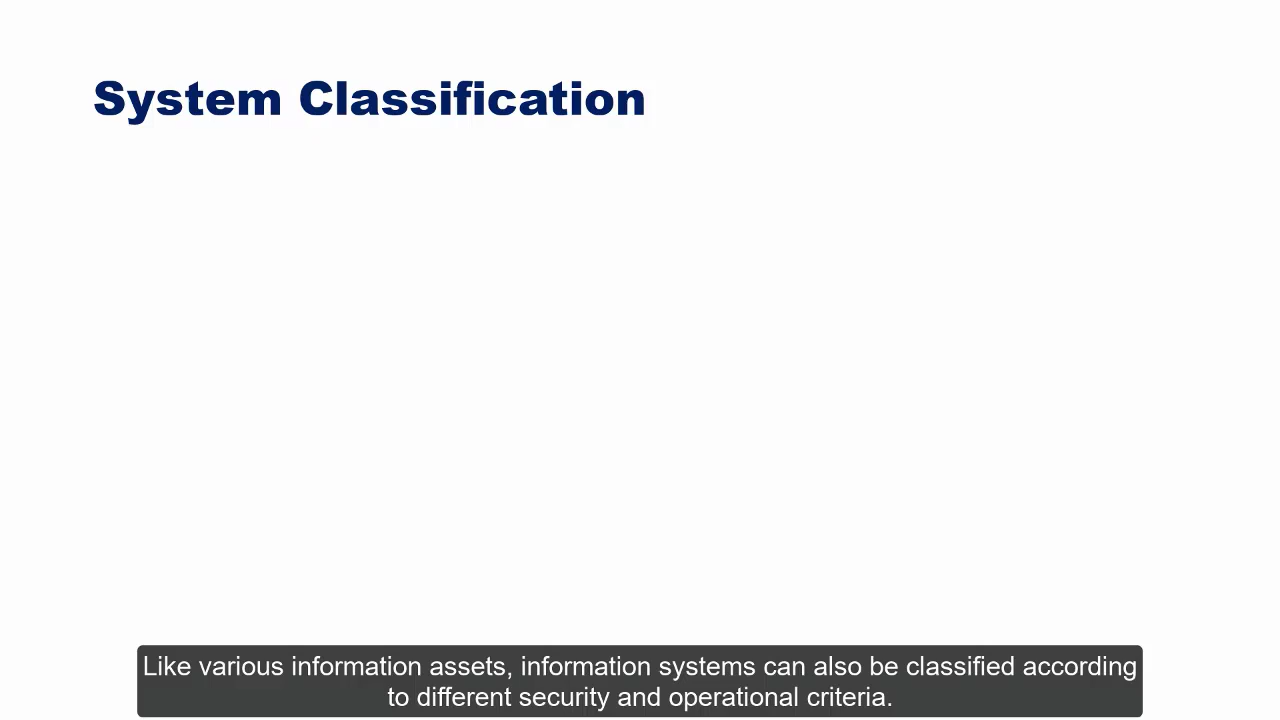 System Classification
Like various information assets, information systems can also be classified according
to different security and operational criteria.